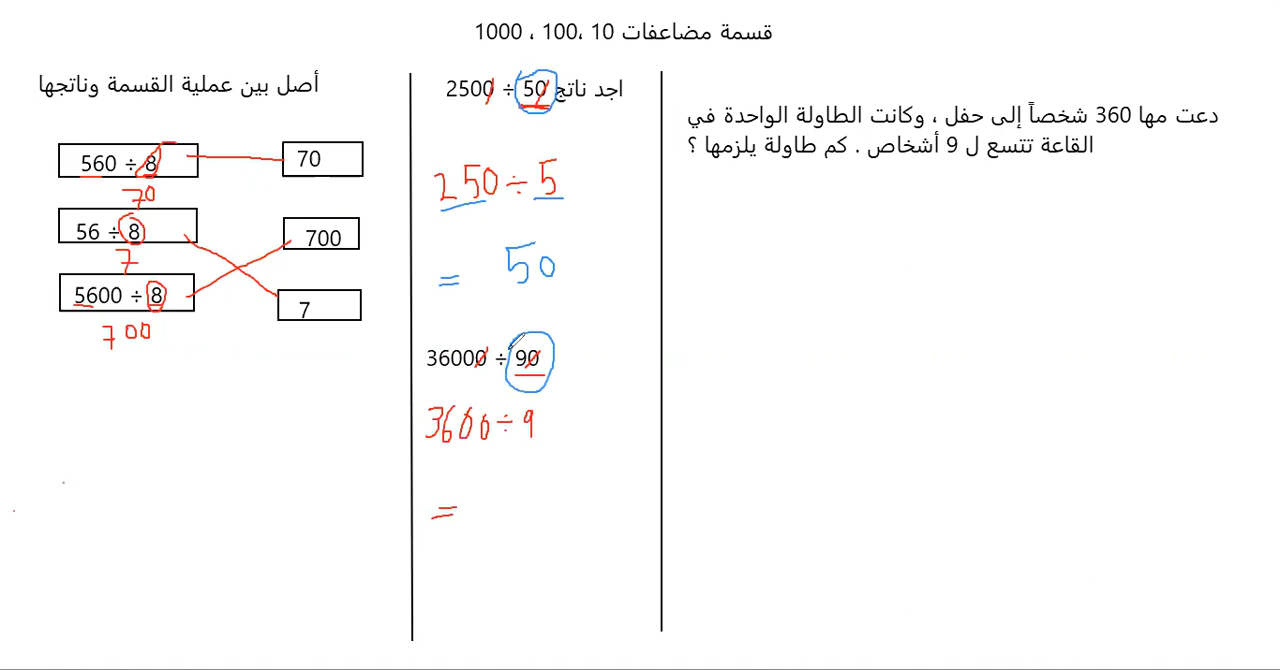 قسمة مضاعفات 10 ،100 ، 1000
أصل بين عملية القسمة وناتجها
560 ÷ 8
70
70
56 ÷ 8
700
7
5600 ÷ 8
7
700
اجد ناتج 50 ÷ 2500
250 ÷ 5
= 50
36000 ÷ 90
3600 ÷ 9
=
دعت مها 360 شخصاً إلى حفل ، وكانت الطاولة الواحدة في
القاعة تتسع ل 9 أشخاص . كم طاولة يلزمها ؟